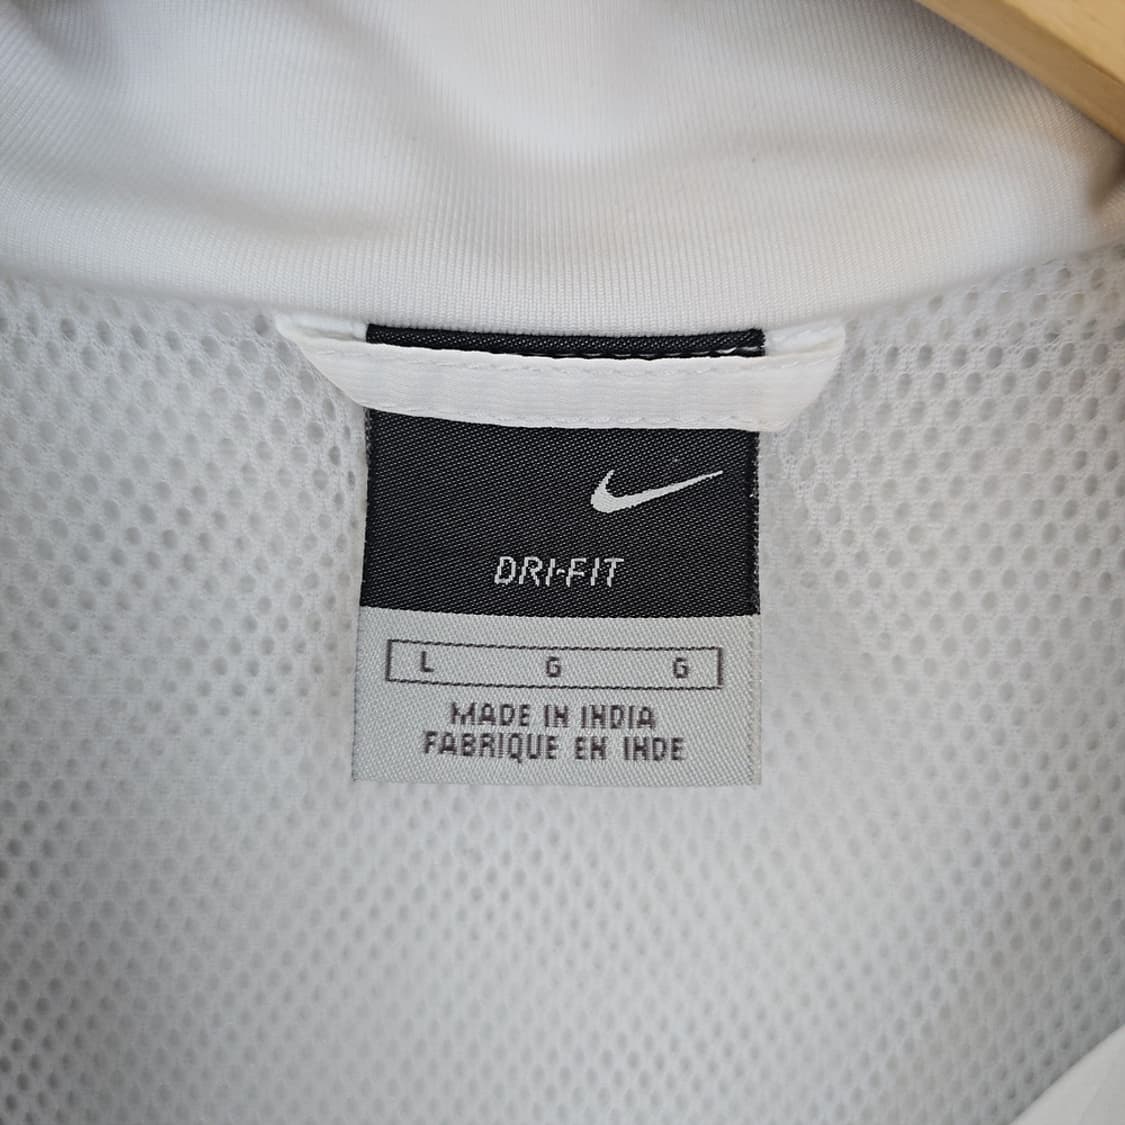 DRI-FIT
L G G
MADE IN INDIA
FABRIQUE EN INDE